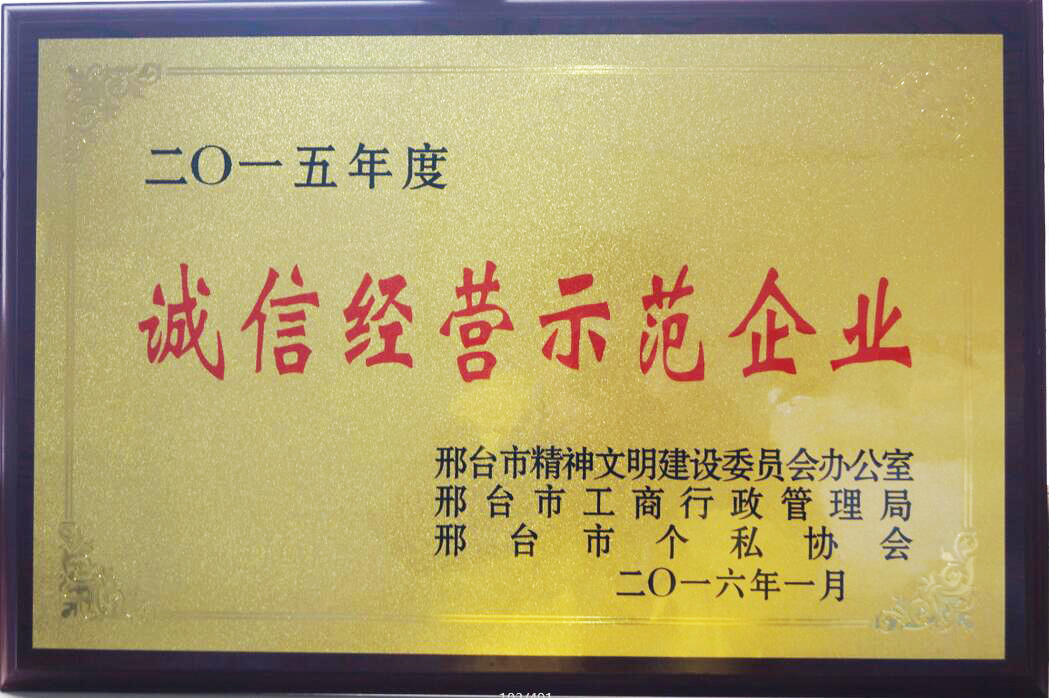 二〇一五年度
诚信经营示范企业
邢台市精神文明建设委员会办公室
邢台市工商行政管理局
邢台市个私协会
二〇一六年一月